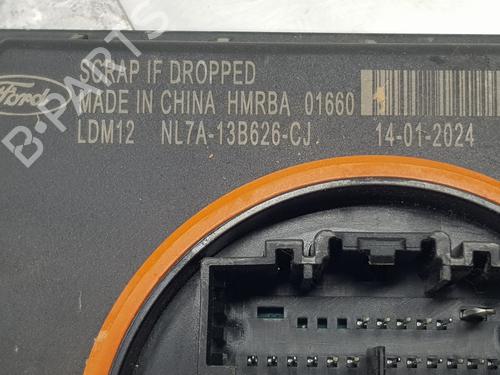 Ford
SCRAP IF DROPPED
MADE IN CHINA HMRBA 01660
LDM12 NL7A-13B626-CJ 14-01-2024
B-PARTS